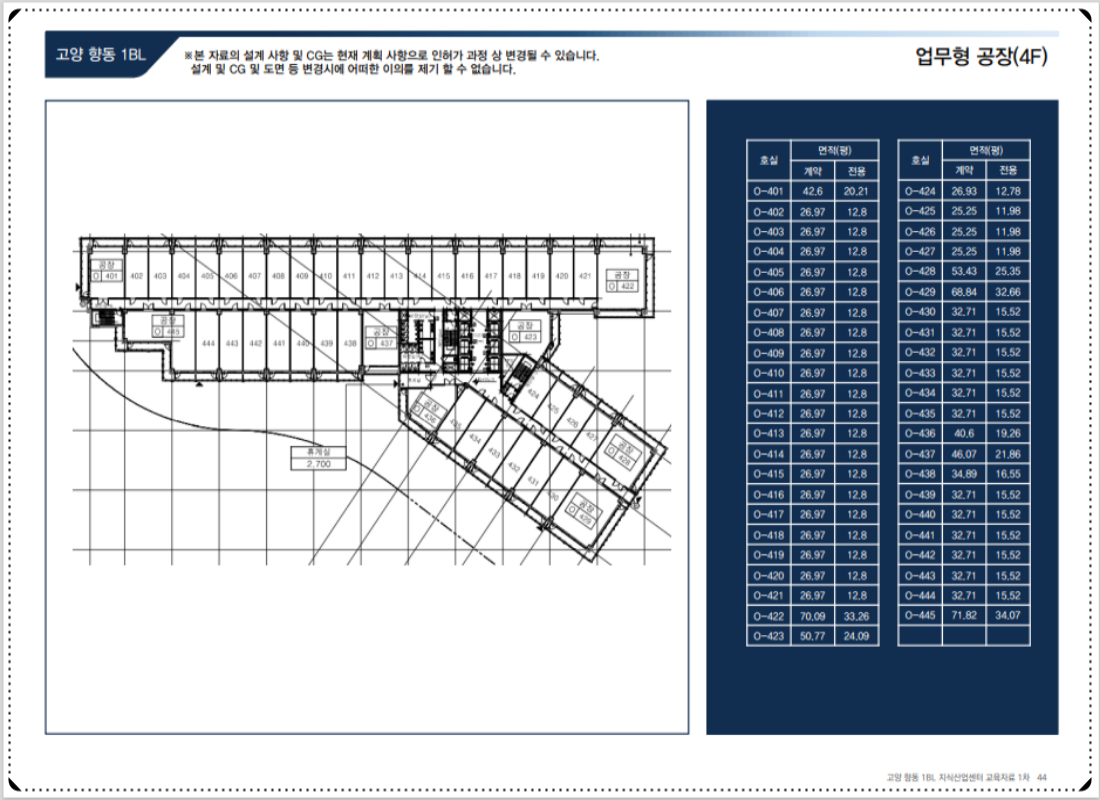 고양 향동 1BL
※본 자료의 설계 사항 및 CG는 현재 계획 사항으로 인허가 과정 상 변경될 수 있습니다.
설계 및 CG 및 도면 등 변경시에 어떠한 이의를 제기 할 수 없습니다.
업무형 공장(4F)
공장
O 401
402 403 404 405 406 407 408 409 410 411 412 413 414 415 416 417 418 419 420 421
공장
O 422
공장
O 445
444 443 442 441 440 439 438
공장
O 437
공장
O 423
424 425 426 427
공장
O 428
공장
O 436
435 434 433 432 431 430
공장
O 429
휴게실
2,700
호실 면적(평)
계약 전용
O-401 42.6 20.21
O-402 26.97 12.8
O-403 26.97 12.8
O-404 26.97 12.8
O-405 26.97 12.8
O-406 26.97 12.8
O-407 26.97 12.8
O-408 26.97 12.8
O-409 26.97 12.8
O-410 26.97 12.8
O-411 26.97 12.8
O-412 26.97 12.8
O-413 26.97 12.8
O-414 26.97 12.8
O-415 26.97 12.8
O-416 26.97 12.8
O-417 26.97 12.8
O-418 26.97 12.8
O-419 26.97 12.8
O-420 26.97 12.8
O-421 26.97 12.8
O-422 70.09 33.26
O-423 50.77 24.09
호실 면적(평)
계약 전용
O-424 26.93 12.78
O-425 25.25 11.98
O-426 25.25 11.98
O-427 25.25 11.98
O-428 53.43 25.35
O-429 68.84 32.66
O-430 32.71 15.52
O-431 32.71 15.52
O-432 32.71 15.52
O-433 32.71 15.52
O-434 32.71 15.52
O-435 32.71 15.52
O-436 40.6 19.26
O-437 46.07 21.86
O-438 34.89 16.55
O-439 32.71 15.52
O-440 32.71 15.52
O-441 32.71 15.52
O-442 32.71 15.52
O-443 32.71 15.52
O-444 32.71 15.52
O-445 71.82 34.07
고양 향동 1BL 지식산업센터 교육자료 1차 44